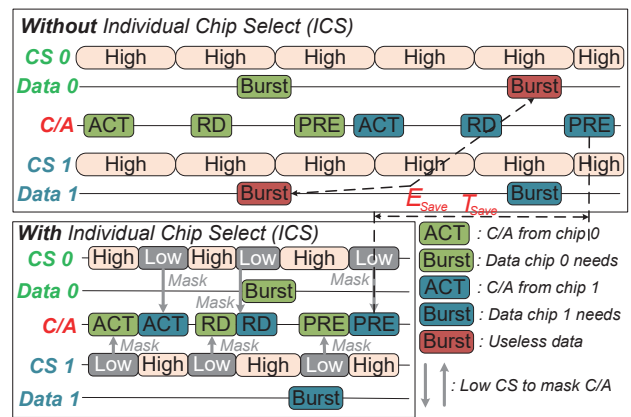 Without Individual Chip Select (ICS)
CS 0 High High High High High High
Data 0 Burst Burst
C/A ACT RD PRE ACT RD PRE
CS 1 High High High High High High
Data 1 Burst Burst
E Save T Save
With Individual Chip Select (ICS)
CS 0 High Low High Low High Low
Mask Mask Mask
Data 0 Burst
C/A ACT ACT RD RD PRE PRE
Mask Mask Mask
CS 1 Low High Low High Low High
Data 1 Burst
ACT : C/A from chip 0
Burst : Data chip 0 needs
ACT : C/A from chip 1
Burst : Data chip 1 needs
Burst : Useless data
: Low CS to mask C/A